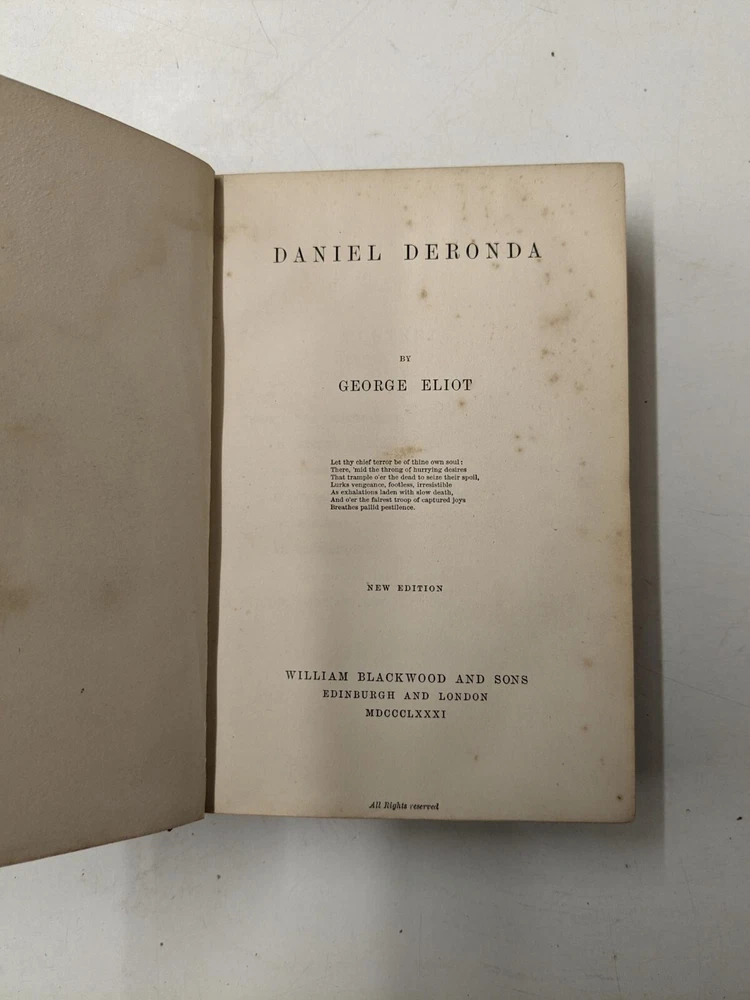 DANIEL DERONDA
BY
GEORGE ELIOT
Let thy chief terror be of thine own soul:
There, 'mid the throng of hurrying desires
That trample o'er the dead to seize their spoil,
Lurks vengeance, footless, irresistible
As exhalations laden with slow death,
And o'er the fairest troop of captured joys
Breathes pallid pestilence.
NEW EDITION
WILLIAM BLACKWOOD AND SONS
EDINBURGH AND LONDON
MDCCCLXXXI
All Rights reserved